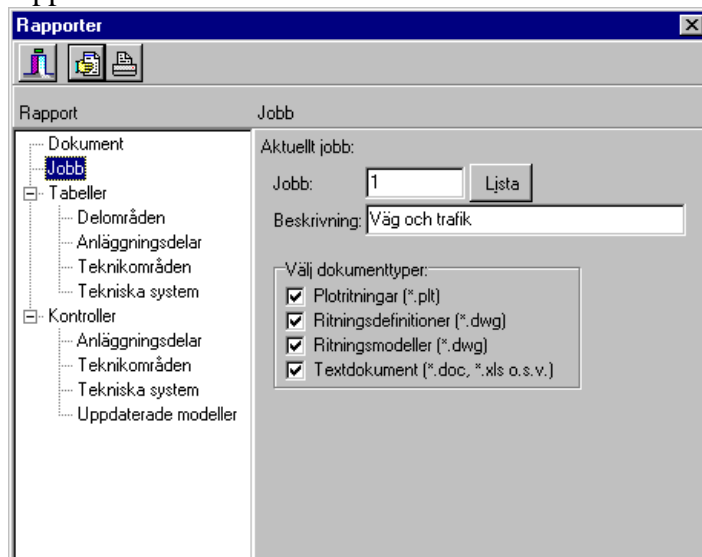 Rapporter
Rapport
Jobb
Dokument
Jobb
Tabeller
Delområden
Anläggningsdelar
Teknikområden
Tekniska system
Kontroller
Anläggningsdelar
Teknikområden
Tekniska system
Uppdaterade modeller
Aktuellt jobb:
Jobb: 1 Lista
Beskrivning: Väg och trafik
Välj dokumenttyper:
Plotritningar (*.plt)
Ritningsdefinitioner (*.dwg)
Ritningsmodeller (*.dwg)
Textdokument (*.doc, *.xls o.s.v.)